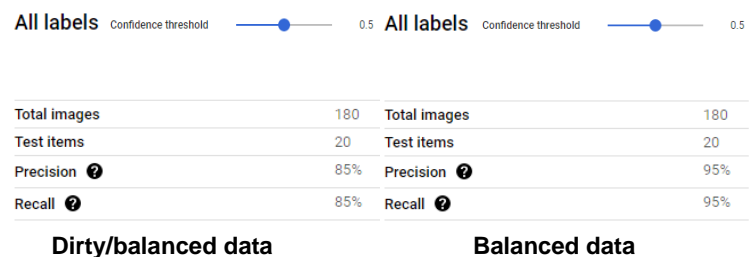 All labels Confidence threshold 0.5 All labels Confidence threshold 0.5
Total images 180 Total images 180
Test items 20 Test items 20
Precision ? 85% Precision ? 95%
Recall ? 85% Recall ? 95%
Dirty/balanced data Balanced data